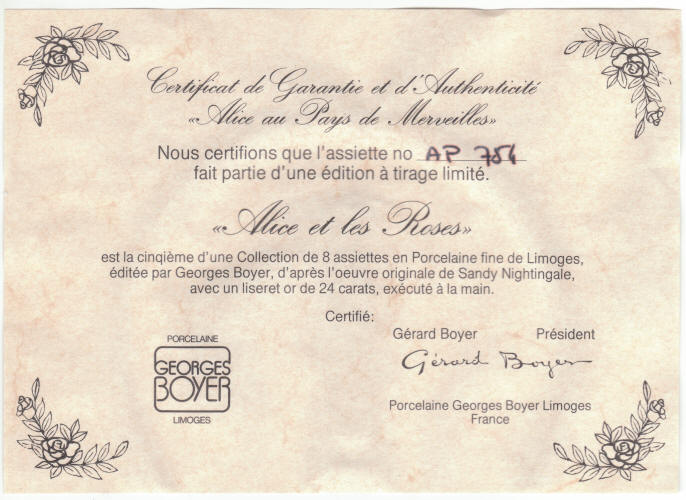 Certificat de Garantie et d'Authenticité
«Alice au Pays de Merveilles»
Nous certifions que l'assiette no AP 754
fait partie d'une édition à tirage limité.
«Alice et les Roses»
est la cinqième d'une Collection de 8 assiettes en Porcelaine fine de Limoges,
éditée par Georges Boyer, d'après l'oeuvre originale de Sandy Nightingale,
avec un liseret or de 24 carats, exécuté à la main.
Certifié:
Gérard Boyer Président
Gérard Boyer
Porcelaine Georges Boyer Limoges
France
PORCELAINE
GEORGES
BOYER
LIMOGES